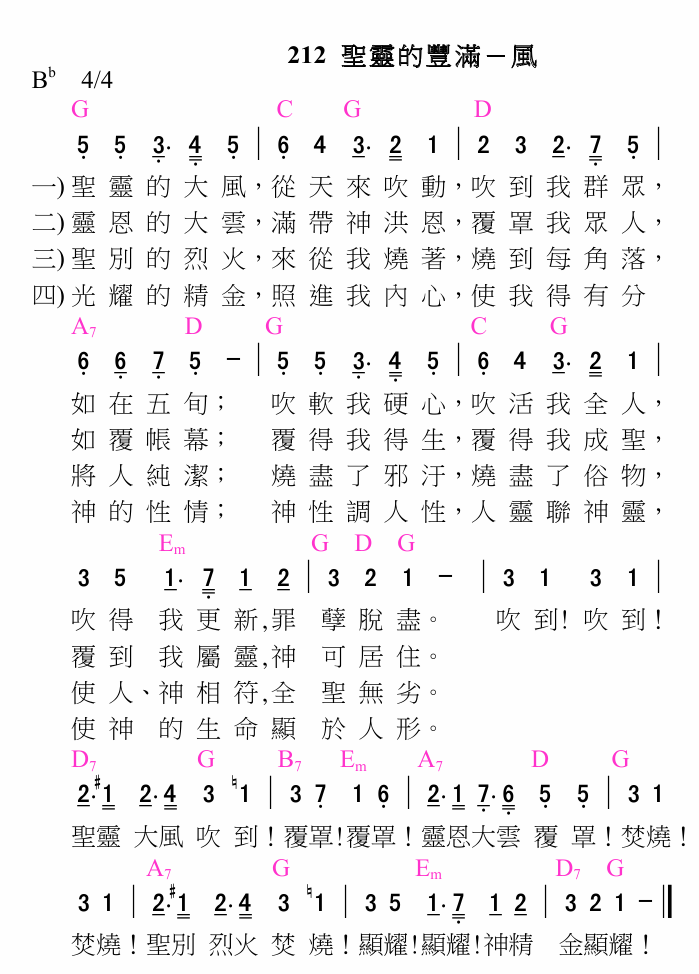 212 聖靈的豐滿－風
Bb 4/4
G C G D
5 5 3· 4 5 | 6 4 3· 2 1 | 2 3 2· 7 5 |
一) 聖靈的大風，從天來吹動，吹到我群眾，
二) 靈恩的大雲，滿帶神洪恩，覆罩我眾人，
三) 聖別的烈火，來從我燒著，燒到每角落，
四) 光耀的精金，照進我內心，使我得有分
A7 D G C G
6 6 7 5 － | 5 5 3· 4 5 | 6 4 3· 2 1 |
如在五旬； 吹軟我硬心，吹活我全人，
如覆帳幕； 覆得我得生，覆得我成聖，
將人純潔； 燒盡了邪汙，燒盡了俗物，
神的性情； 神性調人性，人靈聯神靈，
Em G D G
3 5 1· 7 1 2 | 3 2 1 － | 3 1 3 1 |
吹得 我更新,罪 孽脫盡。 吹到! 吹到!
覆到 我屬靈,神 可居住。
使人、神相符,全 聖無劣。
使神 的生命顯 於人形。
D7 G B7 Em A7 D G
2· #1 2· 4 3 ♮1 | 3 7 1 6 | 2· 1 7· 6 5 5 | 3 1
聖靈 大風 吹 到! 覆罩!覆罩! 靈恩大雲 覆 罩! 焚燒!
A7 G Em D7 G
3 1 | 2· #1 2· 4 3 ♮1 | 3 5 1· 7 1 2 | 3 2 1 － ‖
焚燒! 聖別 烈火 焚 燒! 顯耀!顯耀!神精 金顯耀!